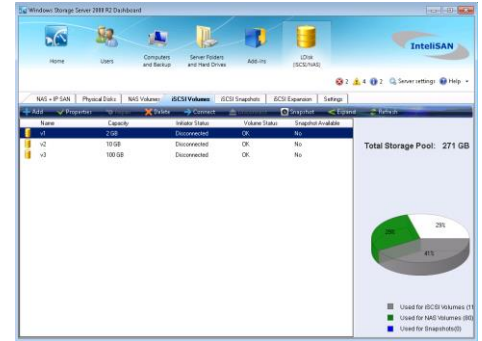 Windows Storage Server 2008 R2 Dashboard
Home
Users
Computers and Backup
Server Folders and Hard Drives
Add-ins
LDisk (iSCSI/NAS)
InteliSAN
2 4 2 Server settings Help
NAS + IP SAN Physical Disks NAS Volumes iSCSI Volumes iSCSI Snapshots iSCSI Expansion Settings
Add Properties Delete Connect Snapshot Expand Refresh
Name Capacity Initiator Status Volume Status Snapshot Available
v1 2 GB Disconnected OK No
v2 10 GB Disconnected OK No
v3 100 GB Disconnected OK No
Total Storage Pool: 271 GB
29%
29%
41%
Used for iSCSI Volumes (11
Used for NAS Volumes (80)
Used for Snapshots(0)